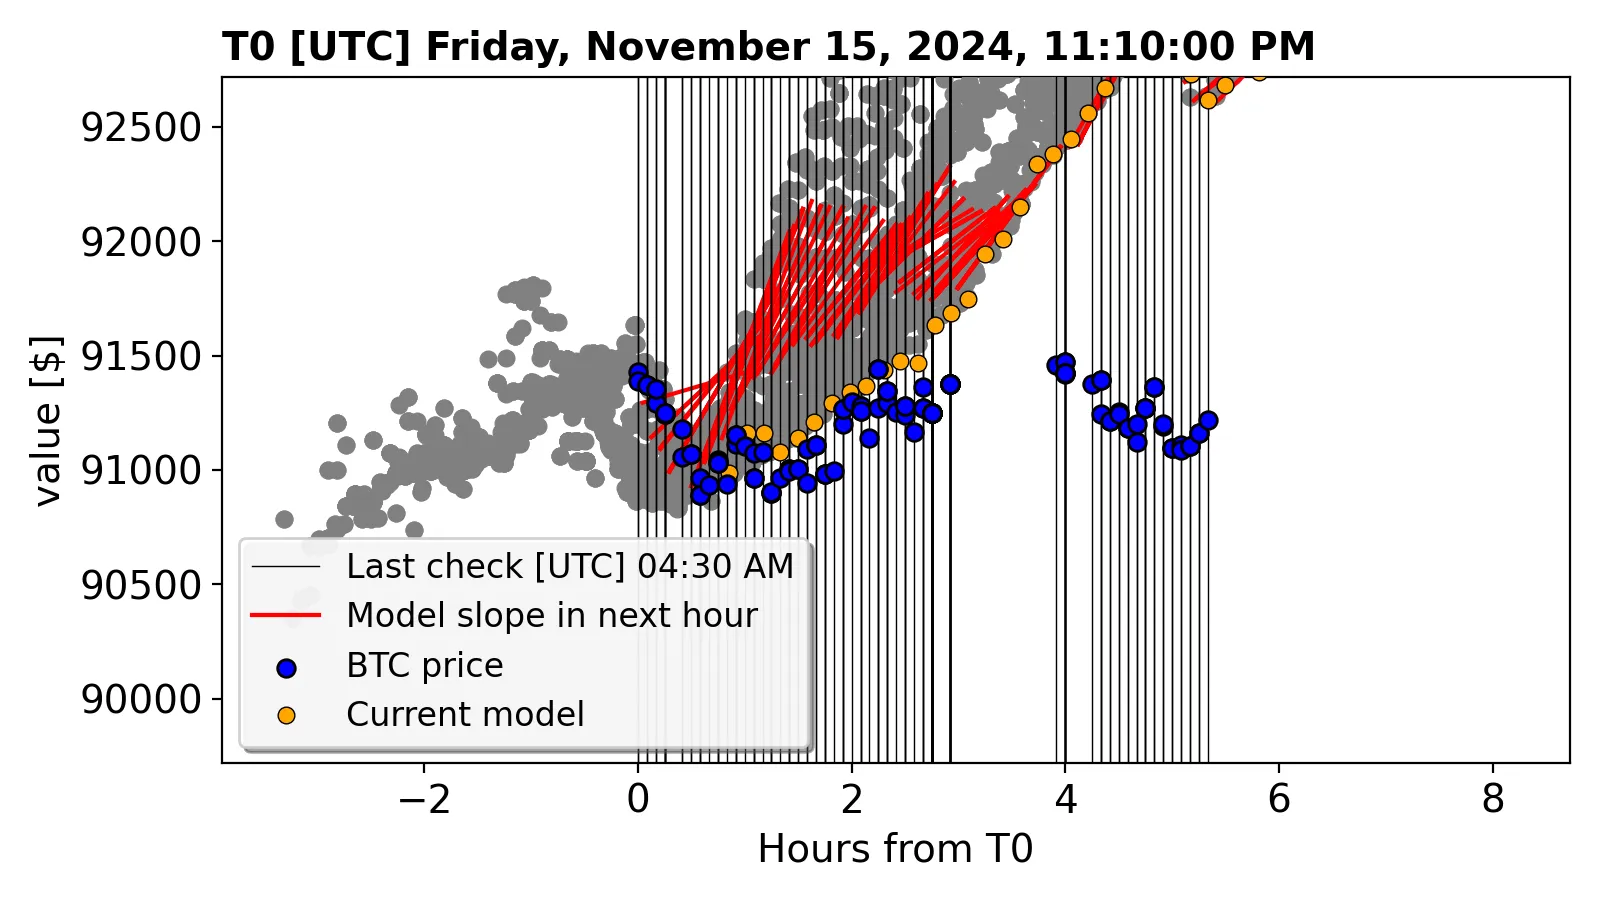 T0 [UTC] Friday, November 15, 2024, 11:10:00 PM
92500
92000
91500
91000
90500
90000
value [$]
Last check [UTC] 04:30 AM
Model slope in next hour
BTC price
Current model
−2 0 2 4 6 8
Hours from T0